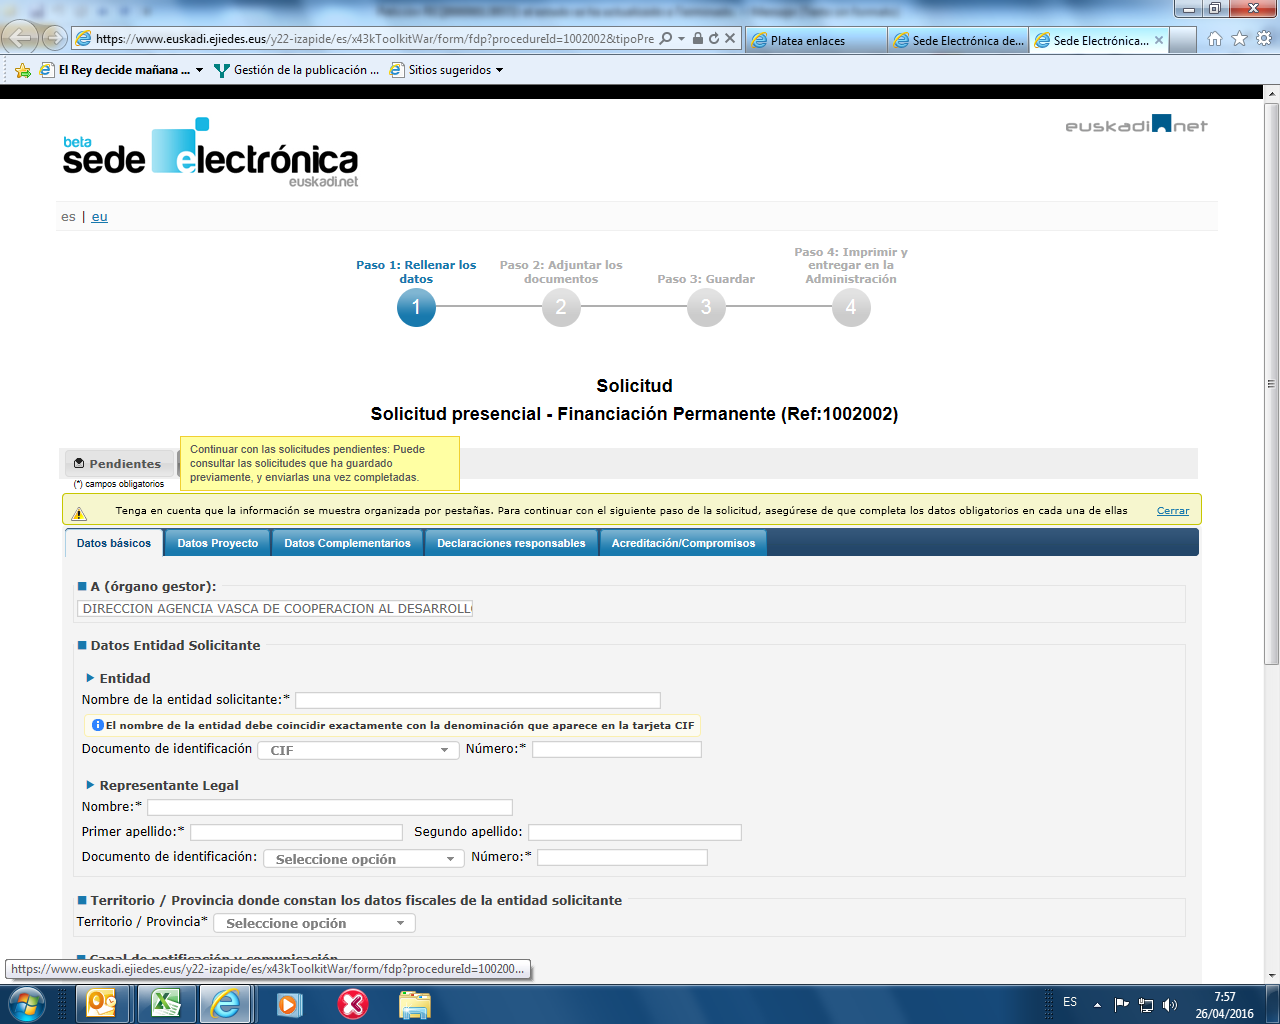 https://www.euskadi.ejiedes.eus/y22-izapide/es/x43kToolkitWar/form/fdp?procedureId=1002002&tipoPre
Platea enlaces
Sede Electrónica de...
Sede Electrónica...
El Rey decide mañana ...
Gestión de la publicación ...
Sitios sugeridos
beta
sede electrónica
euskadi.net
euskadi net
es | eu
Paso 1: Rellenar los datos
Paso 2: Adjuntar los documentos
Paso 3: Guardar
Paso 4: Imprimir y entregar en la Administración
1
2
3
4
Solicitud
Solicitud presencial - Financiación Permanente (Ref:1002002)
Pendientes
Continuar con las solicitudes pendientes: Puede
consultar las solicitudes que ha guardado
previamente, y enviarlas una vez completadas.
(*) campos obligatorios
Tenga en cuenta que la información se muestra organizada por pestañas. Para continuar con el siguiente paso de la solicitud, asegúrese de que completa los datos obligatorios en cada una de ellas
Cerrar
Datos básicos
Datos Proyecto
Datos Complementarios
Declaraciones responsables
Acreditación/Compromisos
A (órgano gestor):
DIRECCION AGENCIA VASCA DE COOPERACION AL DESARROLL
Datos Entidad Solicitante
Entidad
Nombre de la entidad solicitante:*
El nombre de la entidad debe coincidir exactamente con la denominación que aparece en la tarjeta CIF
Documento de identificación CIF Número:*
Representante Legal
Nombre:*
Primer apellido:* Segundo apellido:
Documento de identificación: Seleccione opción Número:*
Territorio / Provincia donde constan los datos fiscales de la entidad solicitante
Territorio / Provincia* Seleccione opción
Canal de notificación y comunicación
https://www.euskadi.ejiedes.eus/y22-izapide/es/x43kToolkitWar/form/fdp?procedureId=100200...
ES
7:57
26/04/2016